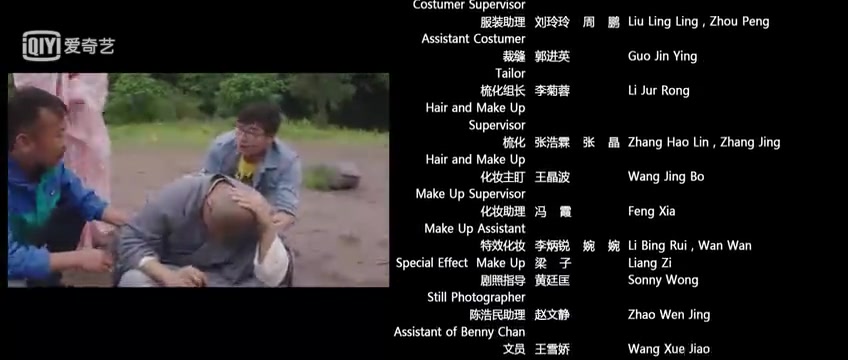 iQIYI 爱奇艺
Costume Supervisor
服装助理 刘玲玲 周 鹏 Liu Ling Ling , Zhou Peng
Assistant Costumer
裁缝 郭进英 Guo Jin Ying
Tailor
梳化组长 李菊蓉 Li Jur Rong
Hair and Make Up
Supervisor
梳化 张浩霖 张 晶 Zhang Hao Lin , Zhang Jing
Hair and Make Up
化妆主盯 王晶波 Wang Jing Bo
Make Up Supervisor
化妆助理 冯 霞 Feng Xia
Make Up Assistant
特效化妆 李炳锐 婉 婉 Li Bing Rui , Wan Wan
Special Effect Make Up 梁 子 Liang Zi
剧照指导 黄廷匡 Sonny Wong
Still Photographer
陈浩民助理 赵文静 Zhao Wen Jing
Assistant of Benny Chan
文员 王雪娇 Wang Xue Jiao